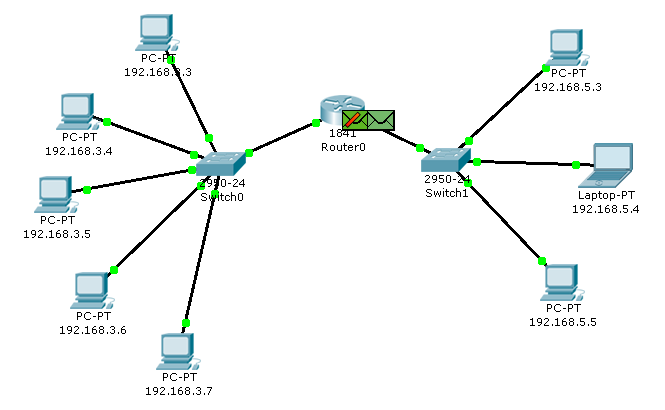 PC-PT
192.168.3.3
PC-PT
192.168.3.4
PC-PT
192.168.3.5
PC-PT
192.168.3.6
PC-PT
192.168.3.7
2950-24
Switch0
1841
Router0
2950-24
Switch1
PC-PT
192.168.5.3
Laptop-PT
192.168.5.4
PC-PT
192.168.5.5